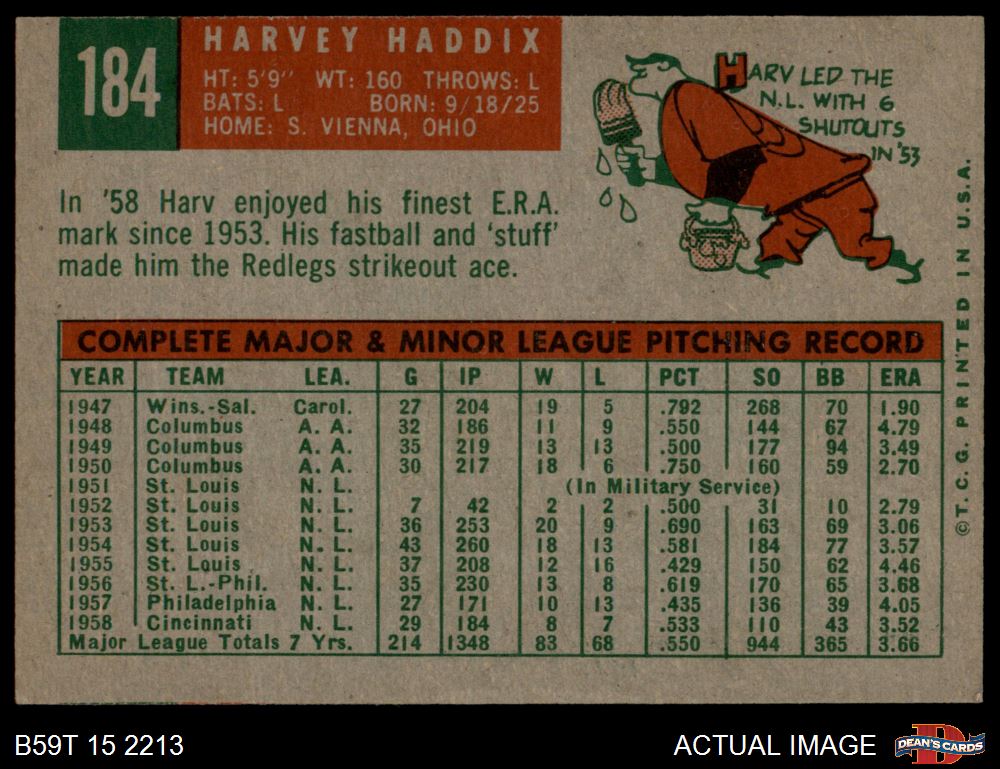 184
HARVEY HADDIX
HT: 5'9" WT: 160 THROWS: L
BATS: L BORN: 9/18/25
HOME: S. VIENNA, OHIO
HARV LED THE
N.L. WITH 6
SHUTOUTS
IN '53
In '58 Harv enjoyed his finest E.R.A.
mark since 1953. His fastball and 'stuff'
made him the Redlegs strikeout ace.
COMPLETE MAJOR & MINOR LEAGUE PITCHING RECORD
YEAR TEAM LEA. G IP W L PCT SO BB ERA
1947 Wins.-Sal. Carol. 27 204 19 5 .792 268 70 1.90
1948 Columbus A. A. 32 186 11 9 .550 144 67 4.79
1949 Columbus A. A. 35 219 13 13 .500 177 94 3.49
1950 Columbus A. A. 30 217 18 6 .750 160 59 2.70
1951 St. Louis N. L. (In Military Service)
1952 St. Louis N. L. 7 42 2 2 .500 31 10 2.79
1953 St. Louis N. L. 36 253 20 9 .690 163 69 3.06
1954 St. Louis N. L. 43 260 18 13 .581 184 77 3.57
1955 St. Louis N. L. 37 208 12 16 .429 150 62 4.46
1956 St. L.-Phil. N. L. 35 230 13 8 .619 170 65 3.68
1957 Philadelphia N. L. 27 171 10 13 .435 136 39 4.05
1958 Cincinnati N. L. 29 184 8 7 .533 110 43 3.52
Major League Totals 7 Yrs. 214 1348 83 68 .550 944 365 3.66
©T.C.G. PRINTED IN U.S.A.
B59T 15 2213
ACTUAL IMAGE
D
DEAN'S CARDS